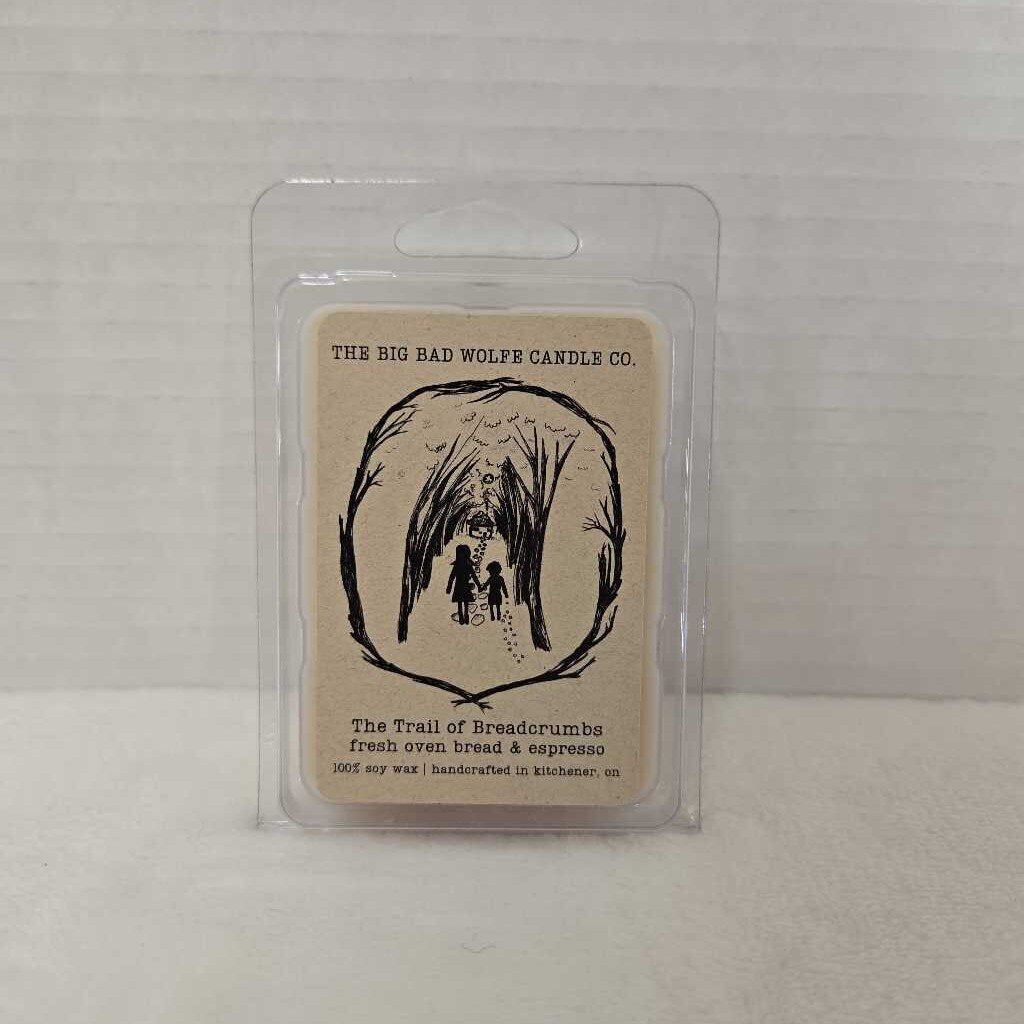 THE BIG BAD WOLFE CANDLE CO.
The Trail of Breadcrumbs
fresh oven bread & espresso
100% soy wax | handcrafted in kitchener, on